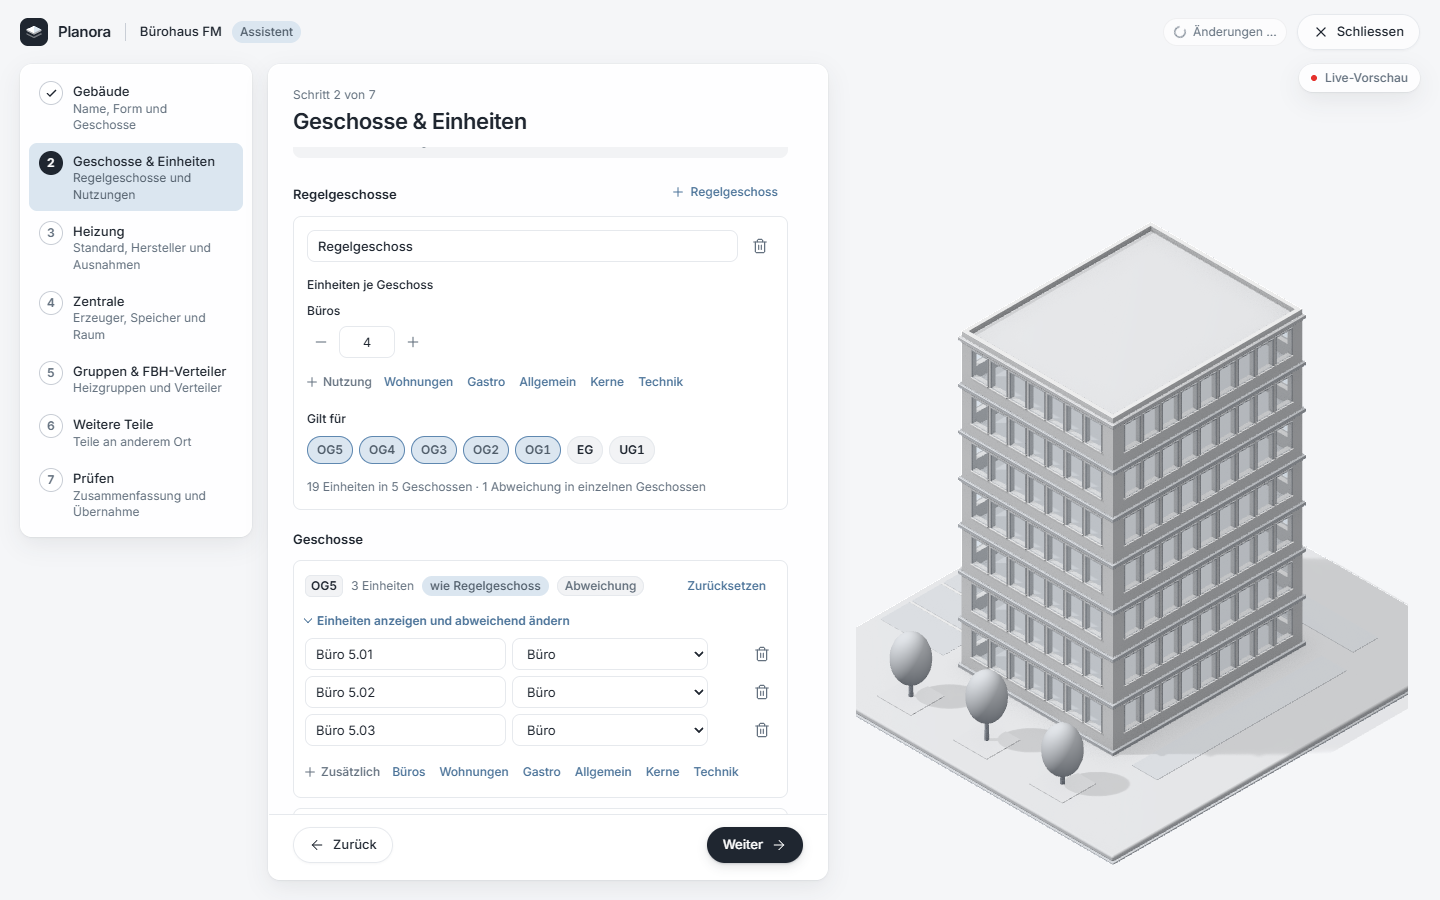 Planora
Bürohaus FM
Assistent
Änderungen ...
Schliessen
Live-Vorschau
Gebäude
Name, Form und
Geschosse
2
Geschosse & Einheiten
Regelgeschosse und
Nutzungen
3
Heizung
Standard, Hersteller und
Ausnahmen
4
Zentrale
Erzeuger, Speicher und
Raum
5
Gruppen & FBH-Verteiler
Heizgruppen und Verteiler
6
Weitere Teile
Teile an anderem Ort
7
Prüfen
Zusammenfassung und
Übernahme
Schritt 2 von 7
Geschosse & Einheiten
Regelgeschosse
+ Regelgeschoss
Regelgeschoss
Einheiten je Geschoss
Büros
− 4 +
+ Nutzung Wohnungen Gastro Allgemein Kerne Technik
Gilt für
OG5 OG4 OG3 OG2 OG1 EG UG1
19 Einheiten in 5 Geschossen · 1 Abweichung in einzelnen Geschossen
Geschosse
OG5 3 Einheiten wie Regelgeschoss Abweichung Zurücksetzen
Einheiten anzeigen und abweichend ändern
Büro 5.01 Büro
Büro 5.02 Büro
Büro 5.03 Büro
+ Zusätzlich Büros Wohnungen Gastro Allgemein Kerne Technik
← Zurück
Weiter →